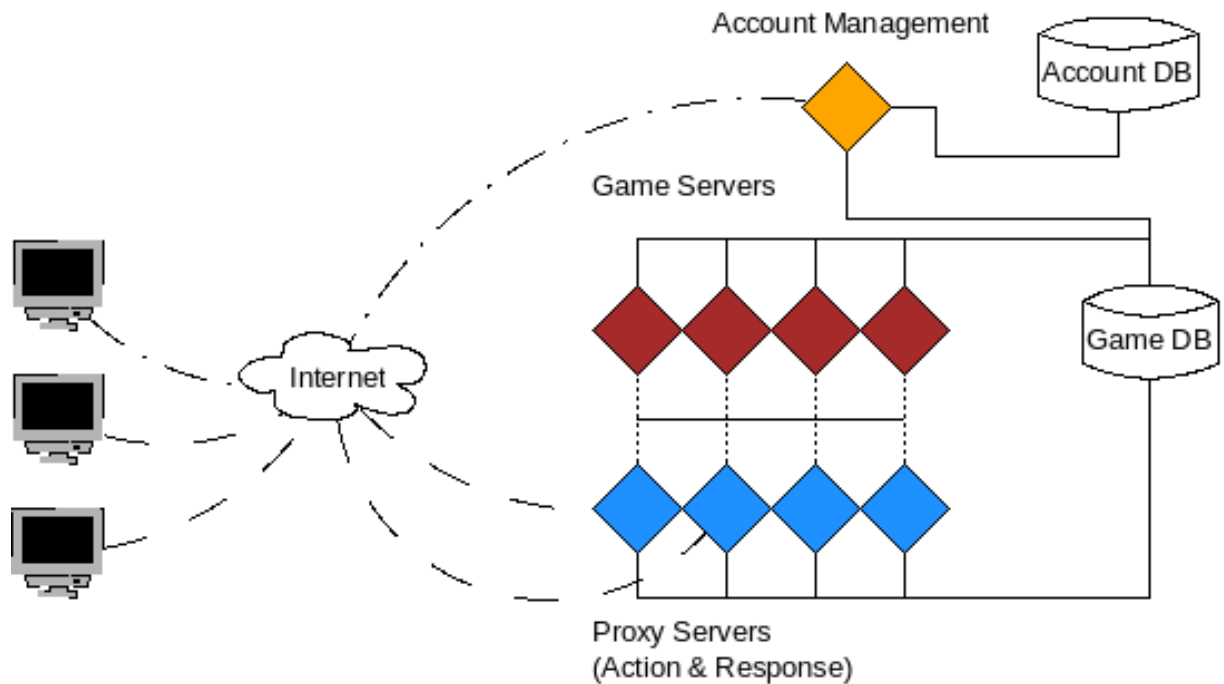 Account Management
Account DB
Game Servers
Game DB
Internet
Proxy Servers
(Action & Response)